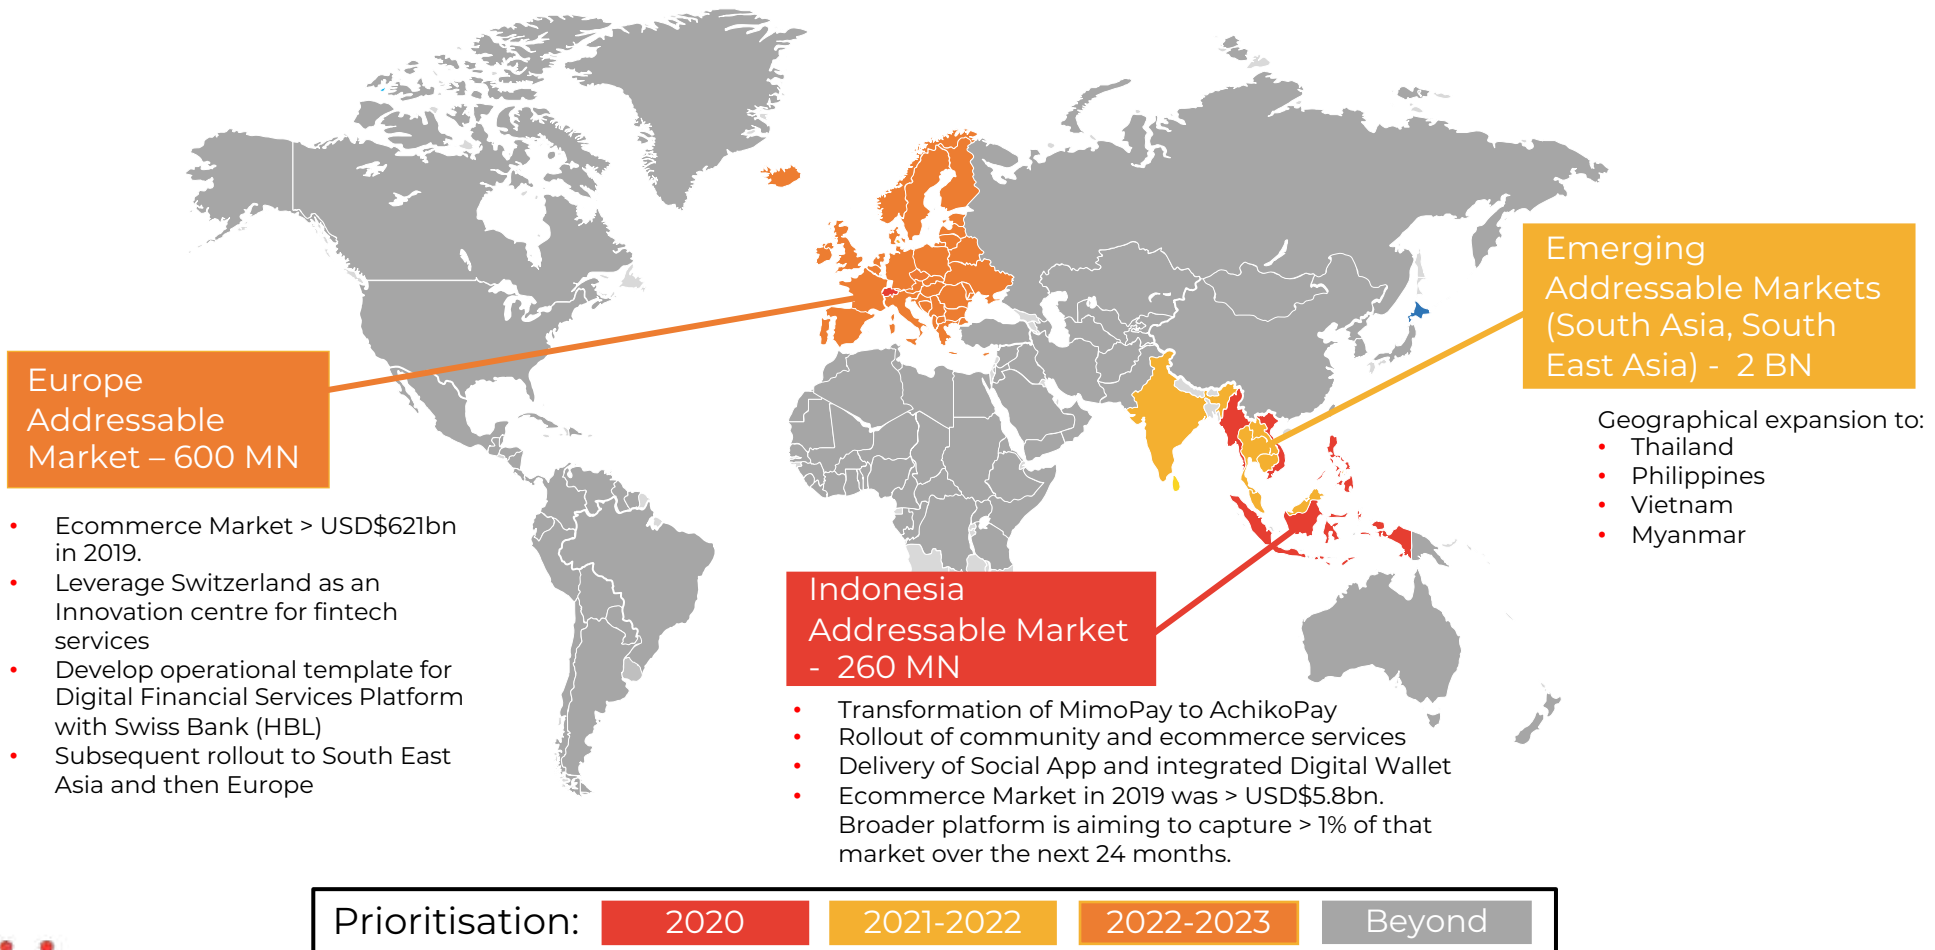 Europe
Addressable
Market – 600 MN
• Ecommerce Market > USD$621bn
in 2019.
• Leverage Switzerland as an
Innovation centre for fintech
services
• Develop operational template for
Digital Financial Services Platform
with Swiss Bank (HBL)
• Subsequent rollout to South East
Asia and then Europe
Indonesia
Addressable Market
- 260 MN
• Transformation of MimoPay to AchikoPay
• Rollout of community and ecommerce services
• Delivery of Social App and integrated Digital Wallet
• Ecommerce Market in 2019 was > USD$5.8bn.
Broader platform is aiming to capture > 1% of that
market over the next 24 months.
Emerging
Addressable Markets
(South Asia, South
East Asia) - 2 BN
Geographical expansion to:
• Thailand
• Philippines
• Vietnam
• Myanmar
Prioritisation: 2020 2021-2022 2022-2023 Beyond